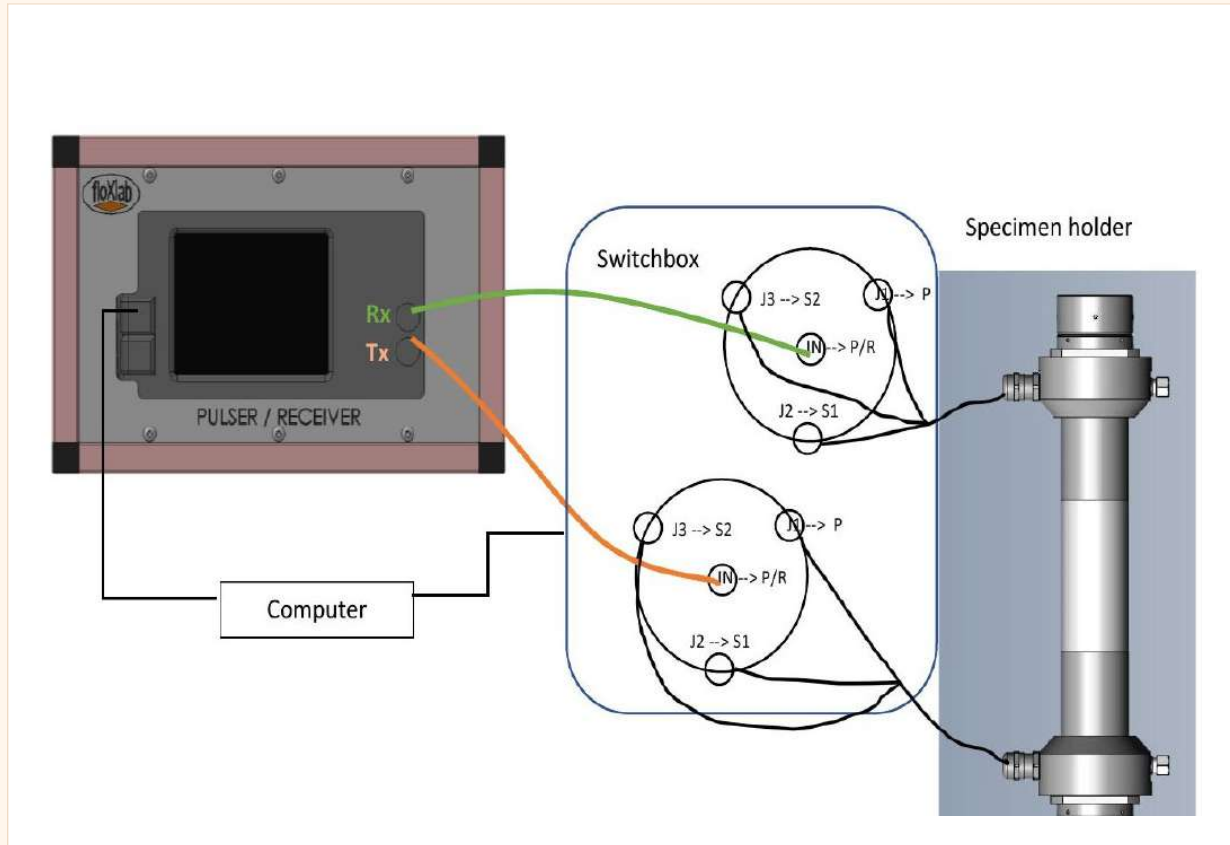 floXlab
Rx
Tx
PULSER / RECEIVER
Computer
Switchbox
J3 --> S2
J1 --> P
IN --> P/R
J2 --> S1
J3 --> S2
J1 --> P
IN --> P/R
J2 --> S1
Specimen holder